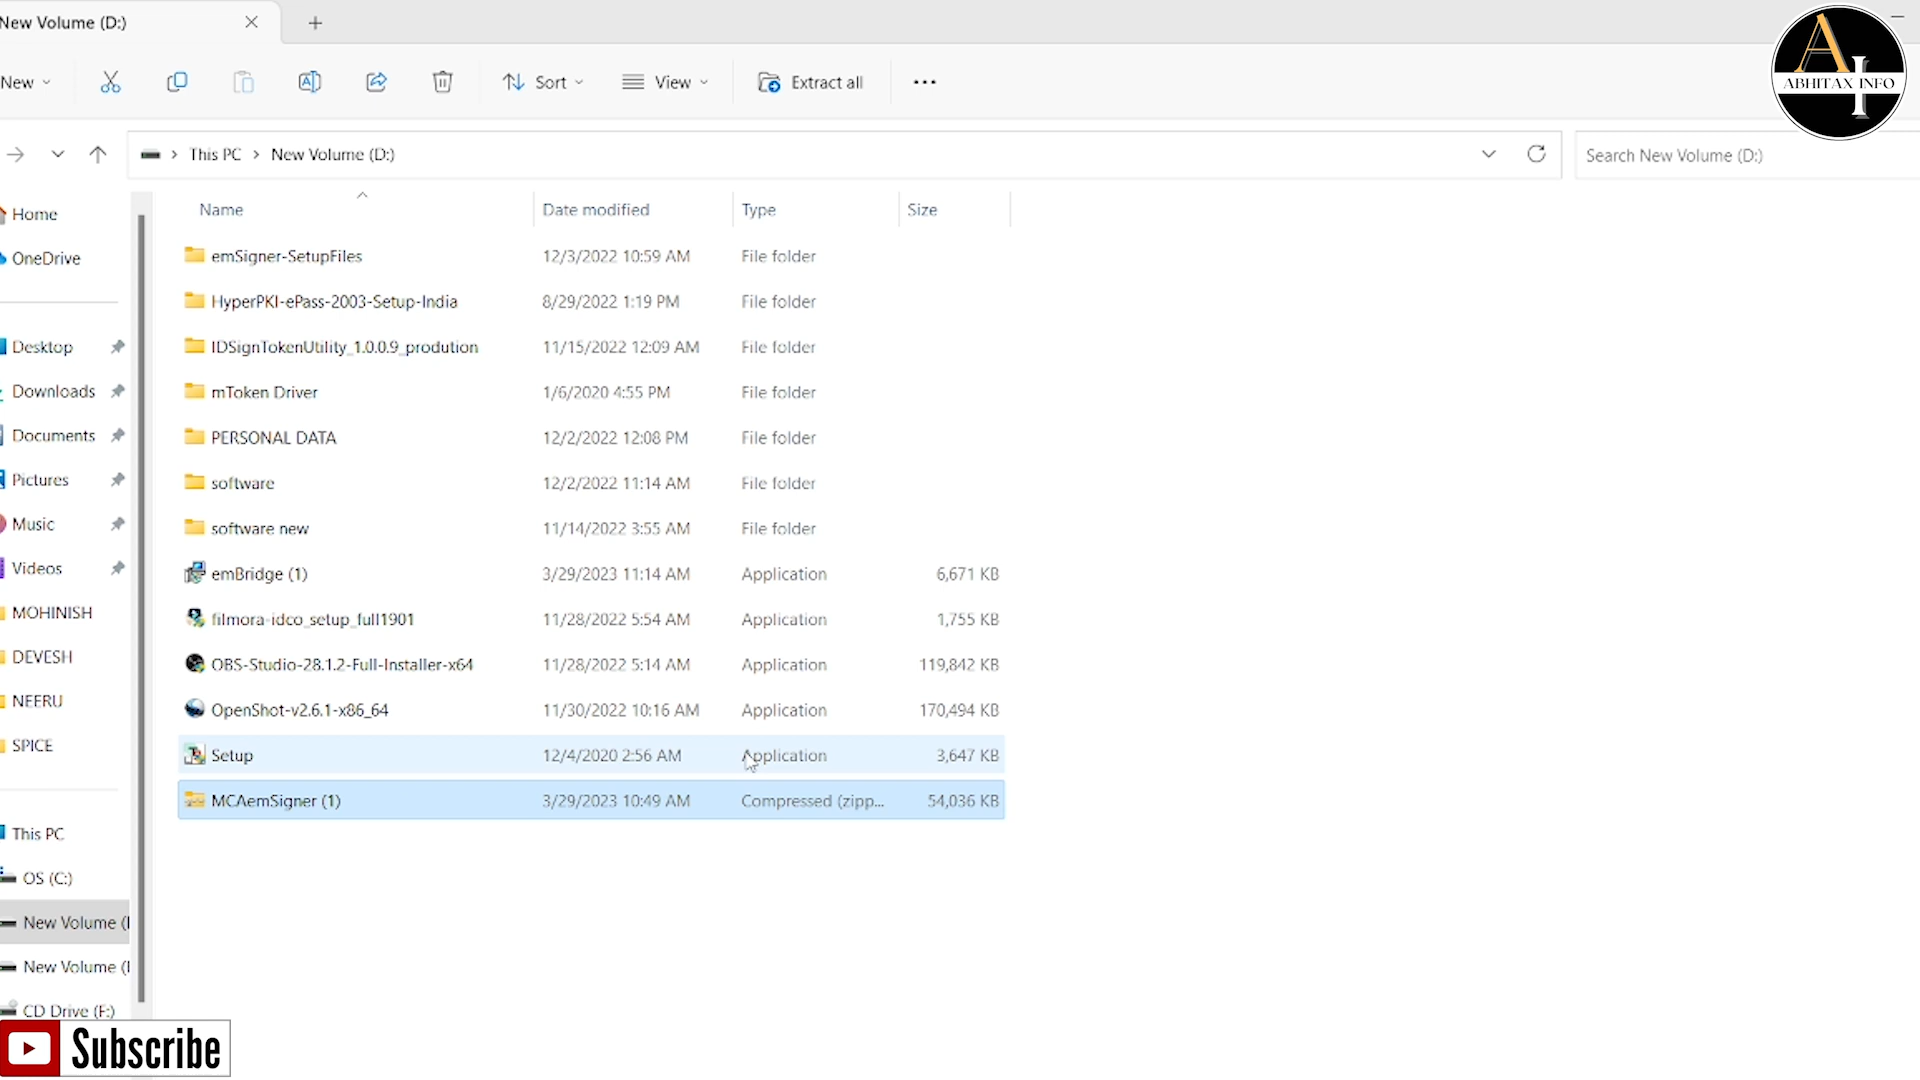 New Volume (D:)
New
Sort
View
Extract all
ABHITAX INFO
This PC
New Volume (D:)
Search New Volume (D:)
Name
Date modified
Type
Size
emSigner-SetupFiles 12/3/2022 10:59 AM File folder
HyperPKI-ePass-2003-Setup-India 8/29/2022 1:19 PM File folder
IDSignTokenUtility_1.0.0.9_prodution 11/15/2022 12:09 AM File folder
mToken Driver 1/6/2020 4:55 PM File folder
PERSONAL DATA 12/2/2022 12:08 PM File folder
software 12/2/2022 11:14 AM File folder
software new 11/14/2022 3:55 AM File folder
emBridge (1) 3/29/2023 11:14 AM Application 6,671 KB
filmora-idco_setup_full1901 11/28/2022 5:54 AM Application 1,755 KB
OBS-Studio-28.1.2-Full-Installer-x64 11/28/2022 5:14 AM Application 119,842 KB
OpenShot-v2.6.1-x86_64 11/30/2022 10:16 AM Application 170,494 KB
Setup 12/4/2020 2:56 AM Application 3,647 KB
MCAemSigner (1) 3/29/2023 10:49 AM Compressed (zipp... 54,036 KB
Home
OneDrive
Desktop
Downloads
Documents
Pictures
Music
Videos
MOHINISH
DEVESH
NEERU
SPICE
This PC
OS (C:)
New Volume (
New Volume (
CD Drive (F:)
Subscribe